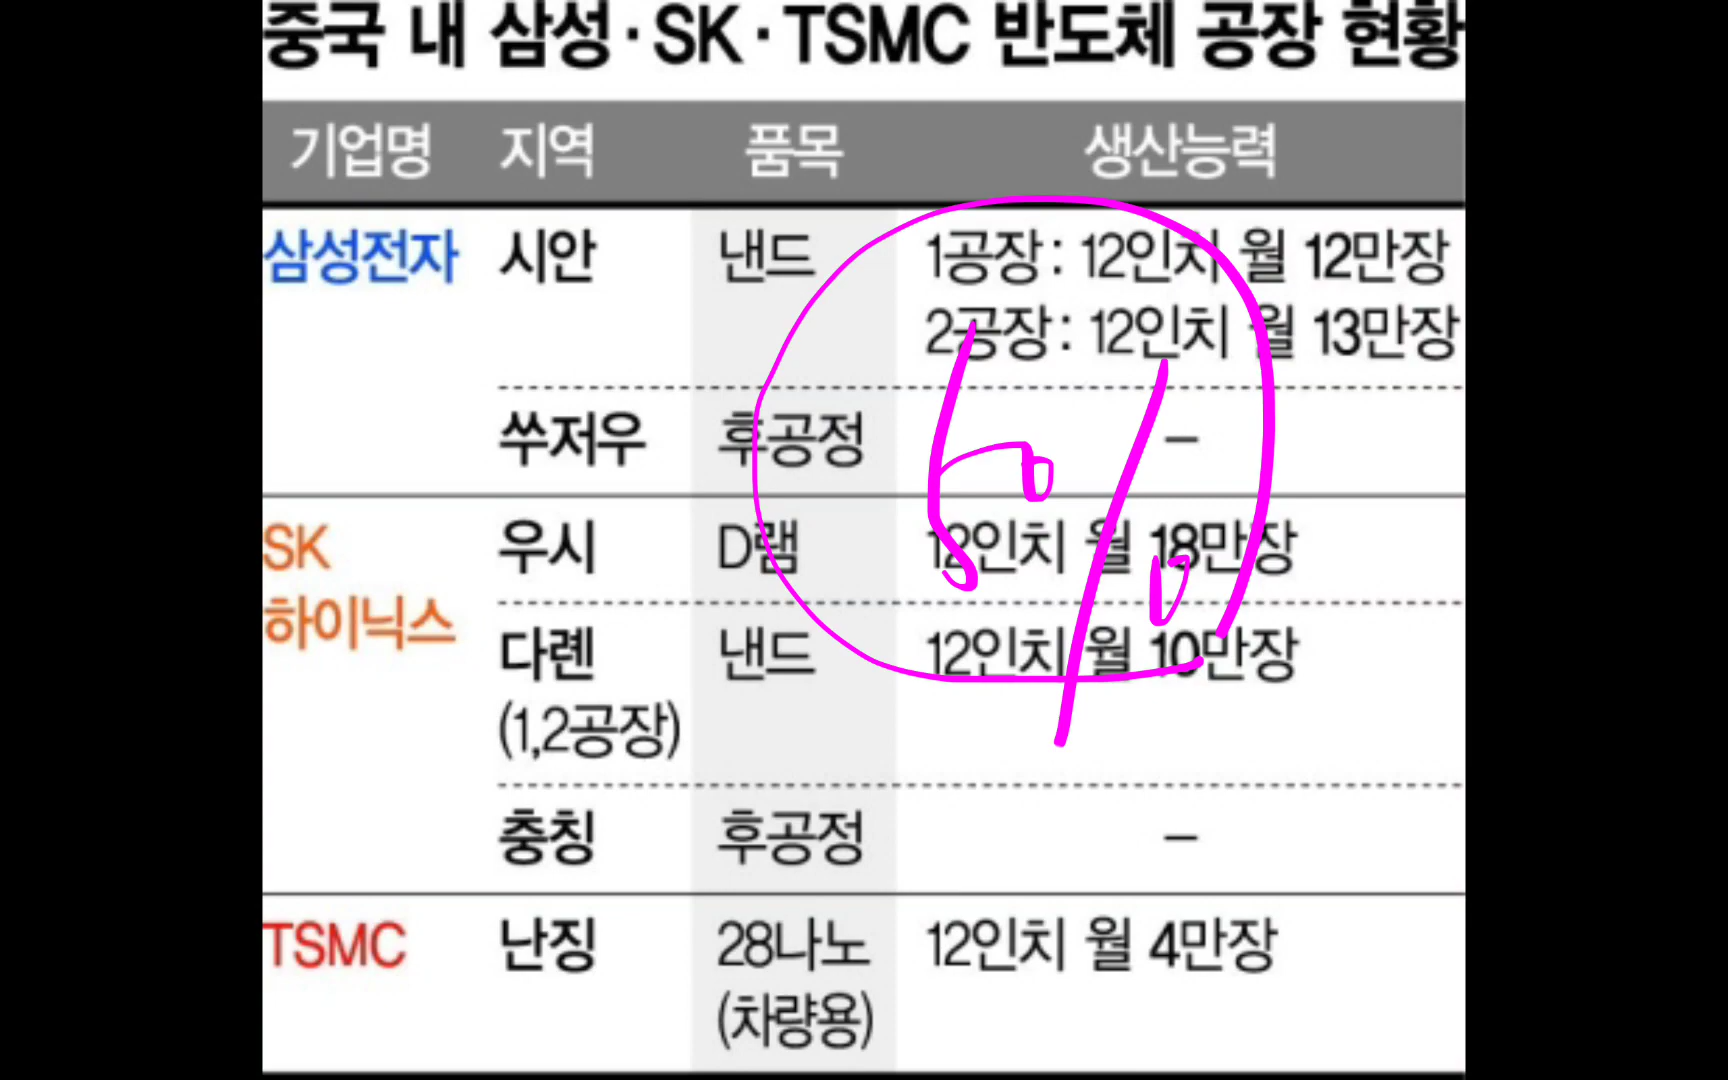 중국 내 삼성·SK·TSMC 반도체 공장 현황
기업명 지역 품목 생산능력
삼성전자 시안 낸드 1공장: 12인치 월 12만장
2공장: 12인치 월 13만장
쑤저우 후공정 –
SK 하이닉스 우시 D램 12인치 월 18만장
다롄 낸드 12인치 월 10만장
(1,2공장)
충칭 후공정 –
TSMC 난징 28나노 12인치 월 4만장
(차량용)